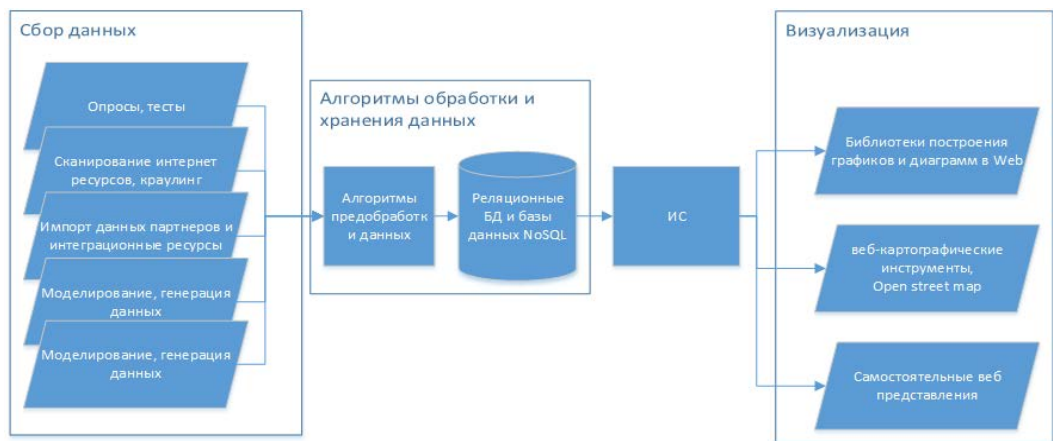 Сбор данных
Опросы, тесты
Сканирование интернет
ресурсов, краулинг
Импорт данных партнеров и
интеграционные ресурсы
Моделирование, генерация
данных
Моделирование, генерация
данных
Алгоритмы обработки и
хранения данных
Алгоритмы
предобработк
и данных
Реляционные
БД и базы
данных NoSQL
ИС
Визуализация
Библиотеки построения
графиков и диаграмм в Web
веб-картографические
инструменты,
Open street map
Самостоятельные веб
представления